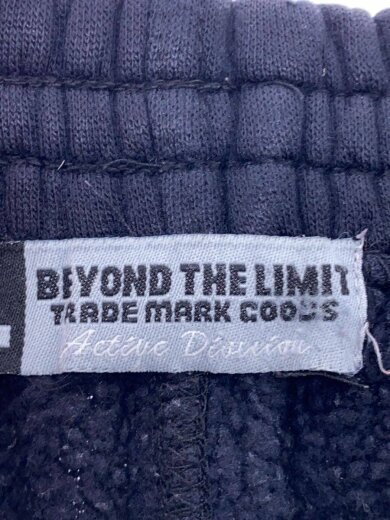 BEYOND THE LIMIT
TRADE MARK GOODS
Active Division